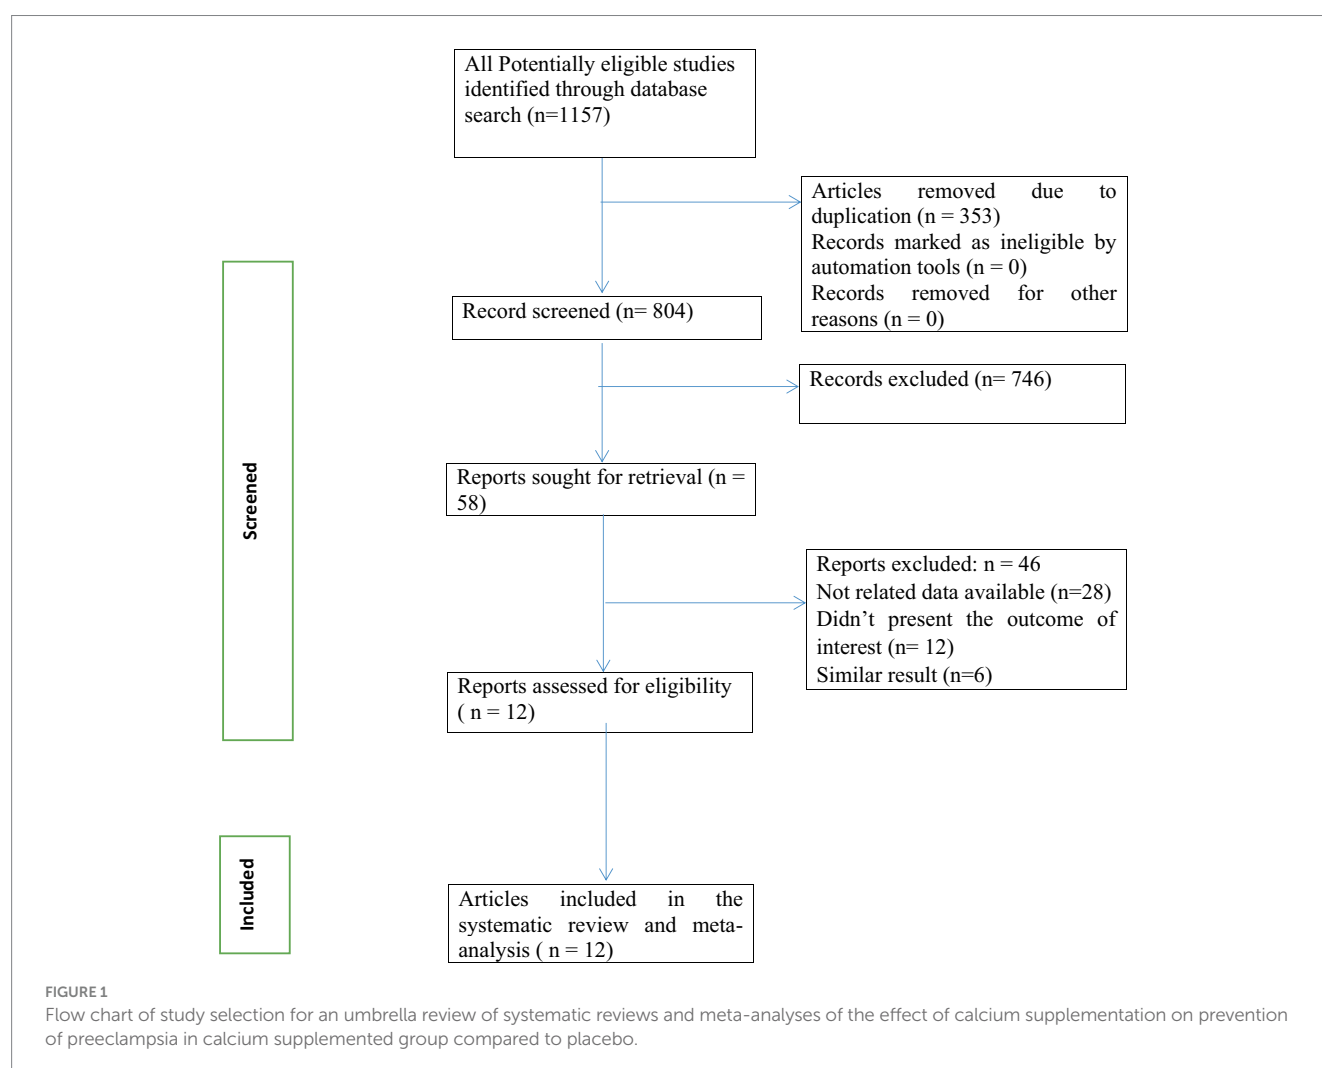 All Potentially eligible studies
identified through database
search (n=1157)
Articles removed due to
duplication (n = 353)
Records marked as ineligible by
automation tools (n = 0)
Records removed for other
reasons (n = 0)
Record screened (n= 804)
Records excluded (n= 746)
Screened
Reports sought for retrieval (n =
58)
Reports excluded: n = 46
Not related data available (n=28)
Didn’t present the outcome of
interest (n= 12)
Similar result (n=6)
Reports assessed for eligibility
( n = 12)
Included
Articles included in the
systematic review and meta-
analysis ( n = 12)
FIGURE 1
Flow chart of study selection for an umbrella review of systematic reviews and meta-analyses of the effect of calcium supplementation on prevention
of preeclampsia in calcium supplemented group compared to placebo.